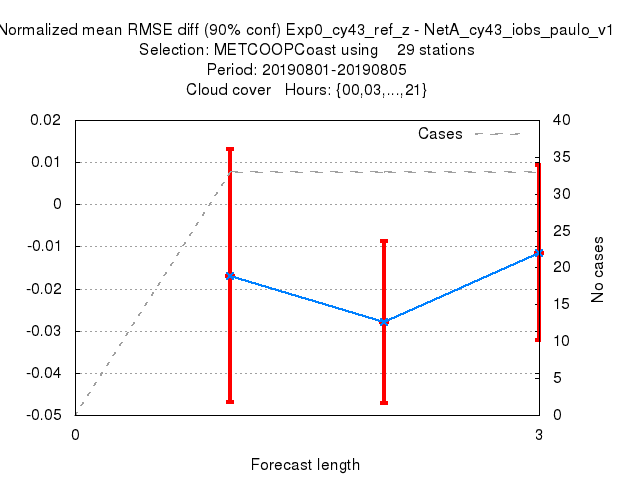 Normalized mean RMSE diff (90% conf) Exp0_cy43_ref_z - NetA_cy43_iobs_paulo_v1
Selection: METCOOPCoast using    29 stations
Period: 20190801-20190805
Cloud cover   Hours: {00,03,...,21}
0.02
0.01
0
-0.01
-0.02
-0.03
-0.04
-0.05
Cases
40
35
30
25
20
15
10
5
0
No cases
0
3
Forecast length